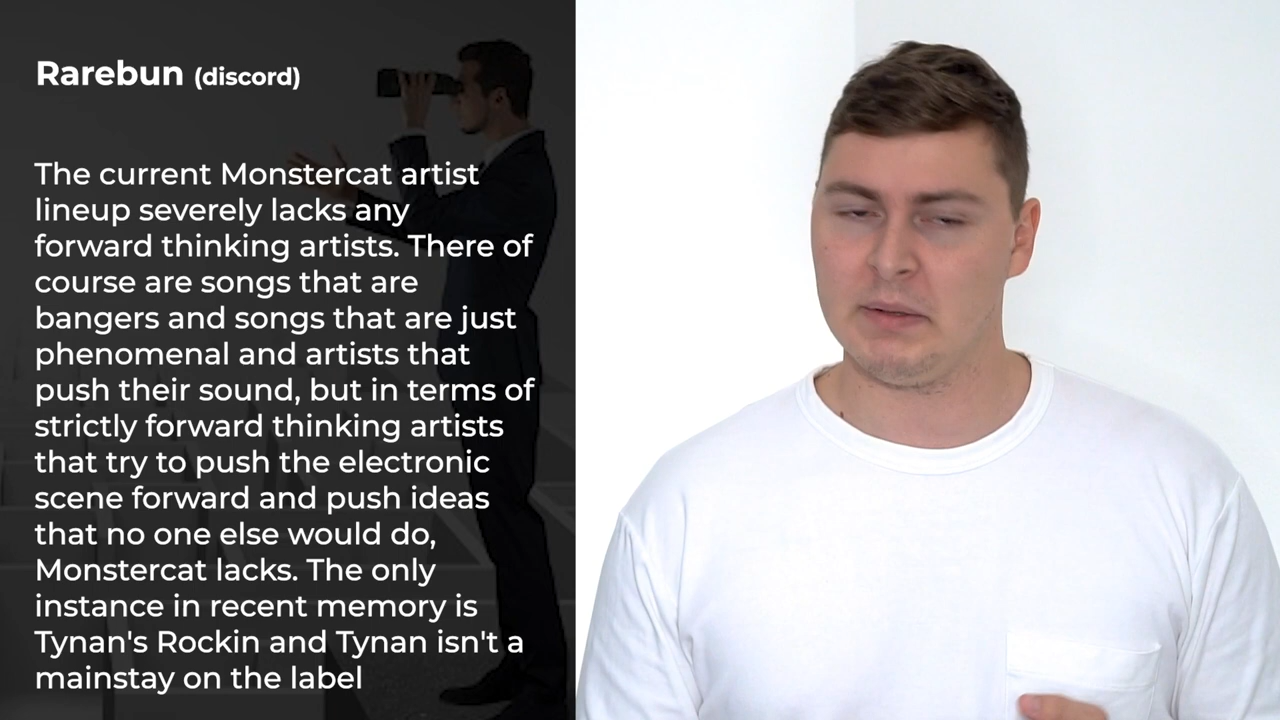 Rarebun (discord)
The current Monstercat artist
lineup severely lacks any
forward thinking artists. There of
course are songs that are
bangers and songs that are just
phenomenal and artists that
push their sound, but in terms of
strictly forward thinking artists
that try to push the electronic
scene forward and push ideas
that no one else would do,
Monstercat lacks. The only
instance in recent memory is
Tynan's Rockin and Tynan isn't a
mainstay on the label